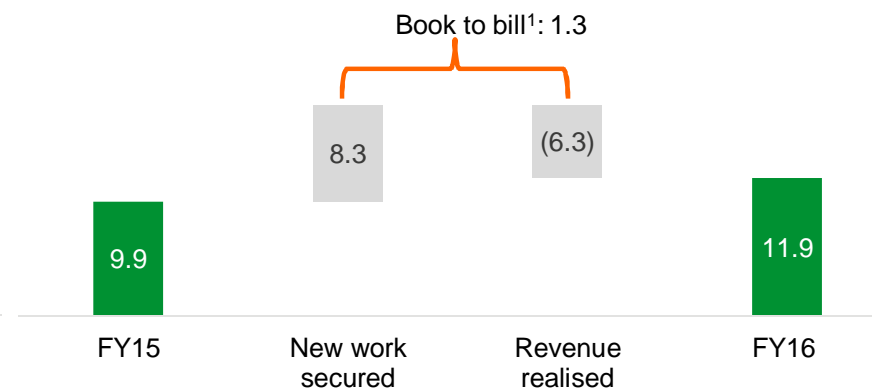 Book to bill¹: 1.3
8.3
(6.3)
9.9
11.9
FY15
New work
secured
Revenue
realised
FY16